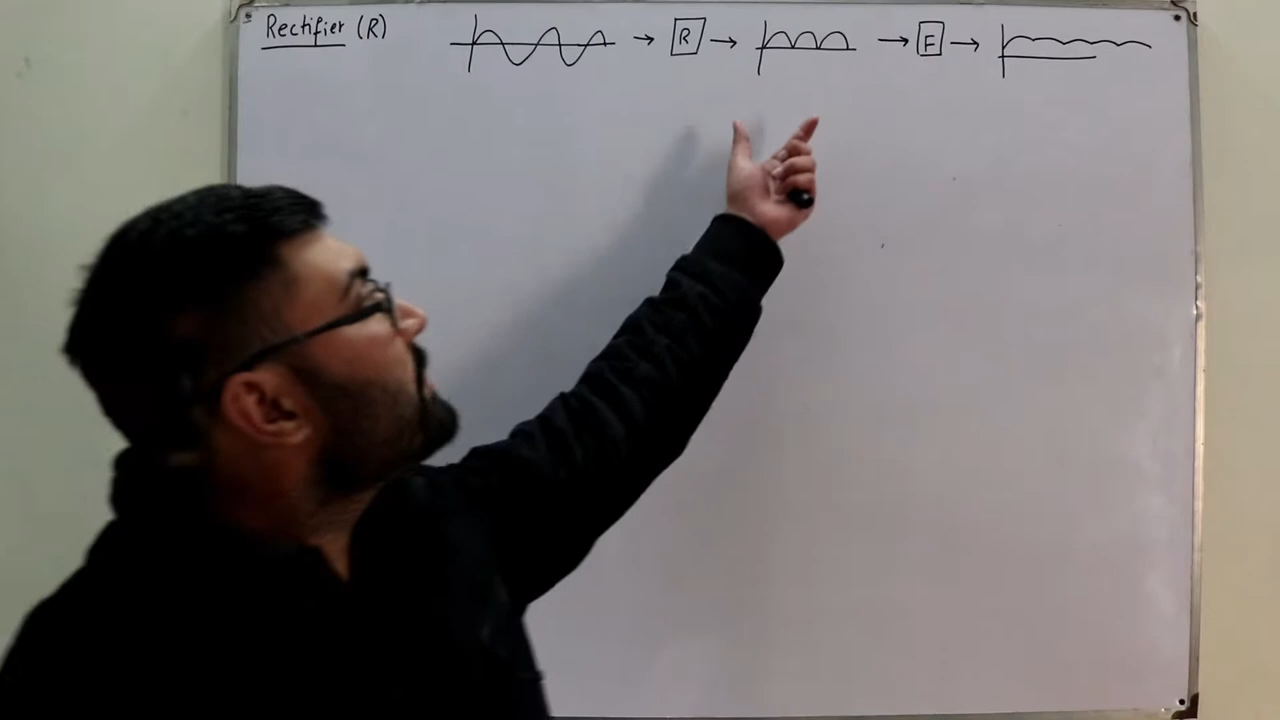 Rectifier (R) → R → → F →